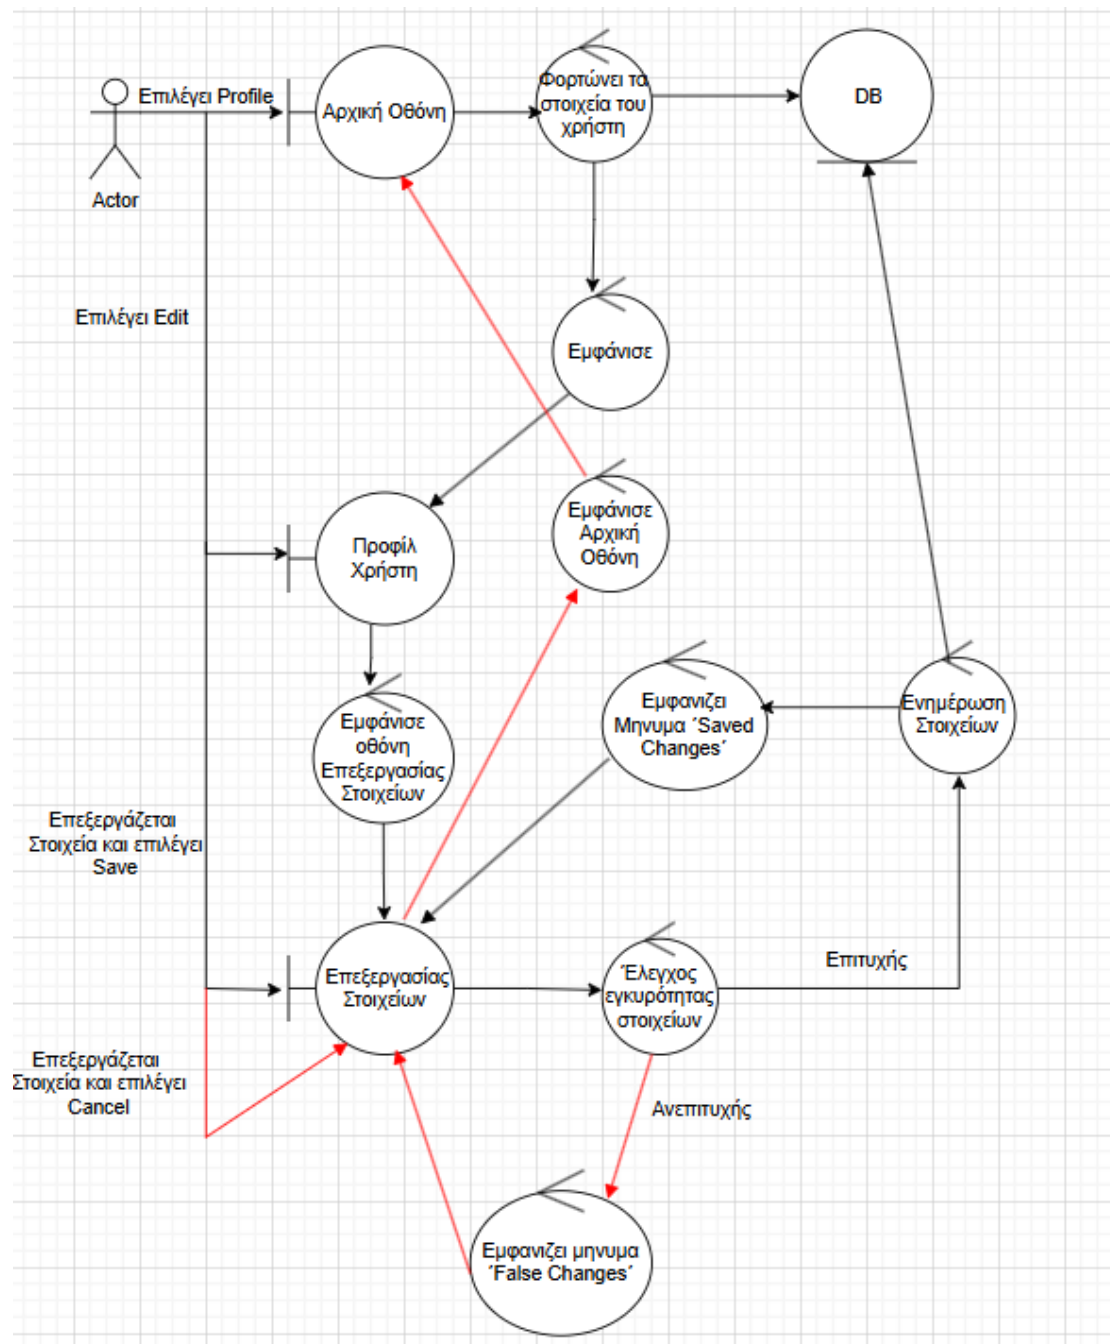 Επιλέγει Profile
Αρχική Οθόνη
Φορτώνει τα
στοιχεία του
χρήστη
DB
Actor
Επιλέγει Edit
Εμφάνισε
Εμφάνισε
Αρχική
Οθόνη
Προφίλ
Χρήστη
Εμφανιζει
Μηνυμα ΄Saved
Changes΄
Ενημέρωση
Στοιχείων
Εμφάνισε
οθόνη
Επεξεργασίας
Στοιχείων
Επεξεργάζεται
Στοιχεία και επιλέγει
Save
Επεξεργασίας
Στοιχείων
Έλεγχος
εγκυρότητας
στοιχείων
Επιτυχής
Επεξεργάζεται
Στοιχεία και επιλέγει
Cancel
Ανεπιτυχής
Εμφανιζει μηνυμα
΄False Changes΄